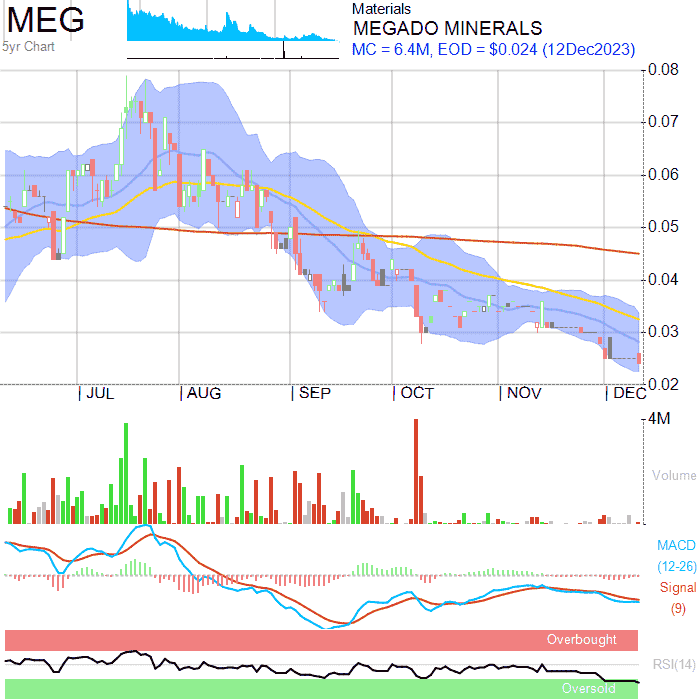 MEG
5yr Chart
Materials
MEGADO MINERALS
MC = 6.4M, EOD = $0.024 (12Dec2023)
0.08
0.07
0.06
0.05
0.04
0.03
0.02
JUL AUG SEP OCT NOV DEC
4M
Volume
MACD
(12-26)
Signal
(9)
Overbought
RSI(14)
Oversold